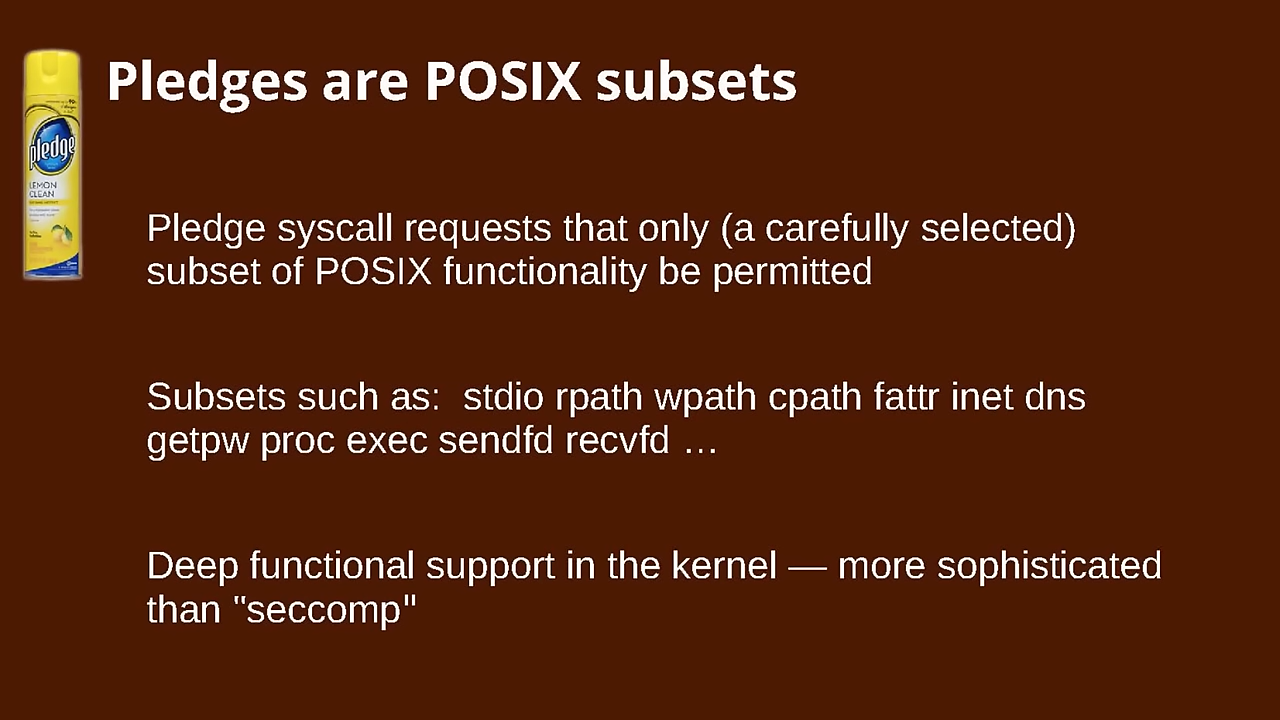 Pledges are POSIX subsets
pledge
LEMON
CLEAN
Pledge syscall requests that only (a carefully selected)
subset of POSIX functionality be permitted
Subsets such as:  stdio rpath wpath cpath fattr inet dns
getpw proc exec sendfd recvfd …
Deep functional support in the kernel — more sophisticated
than "seccomp"